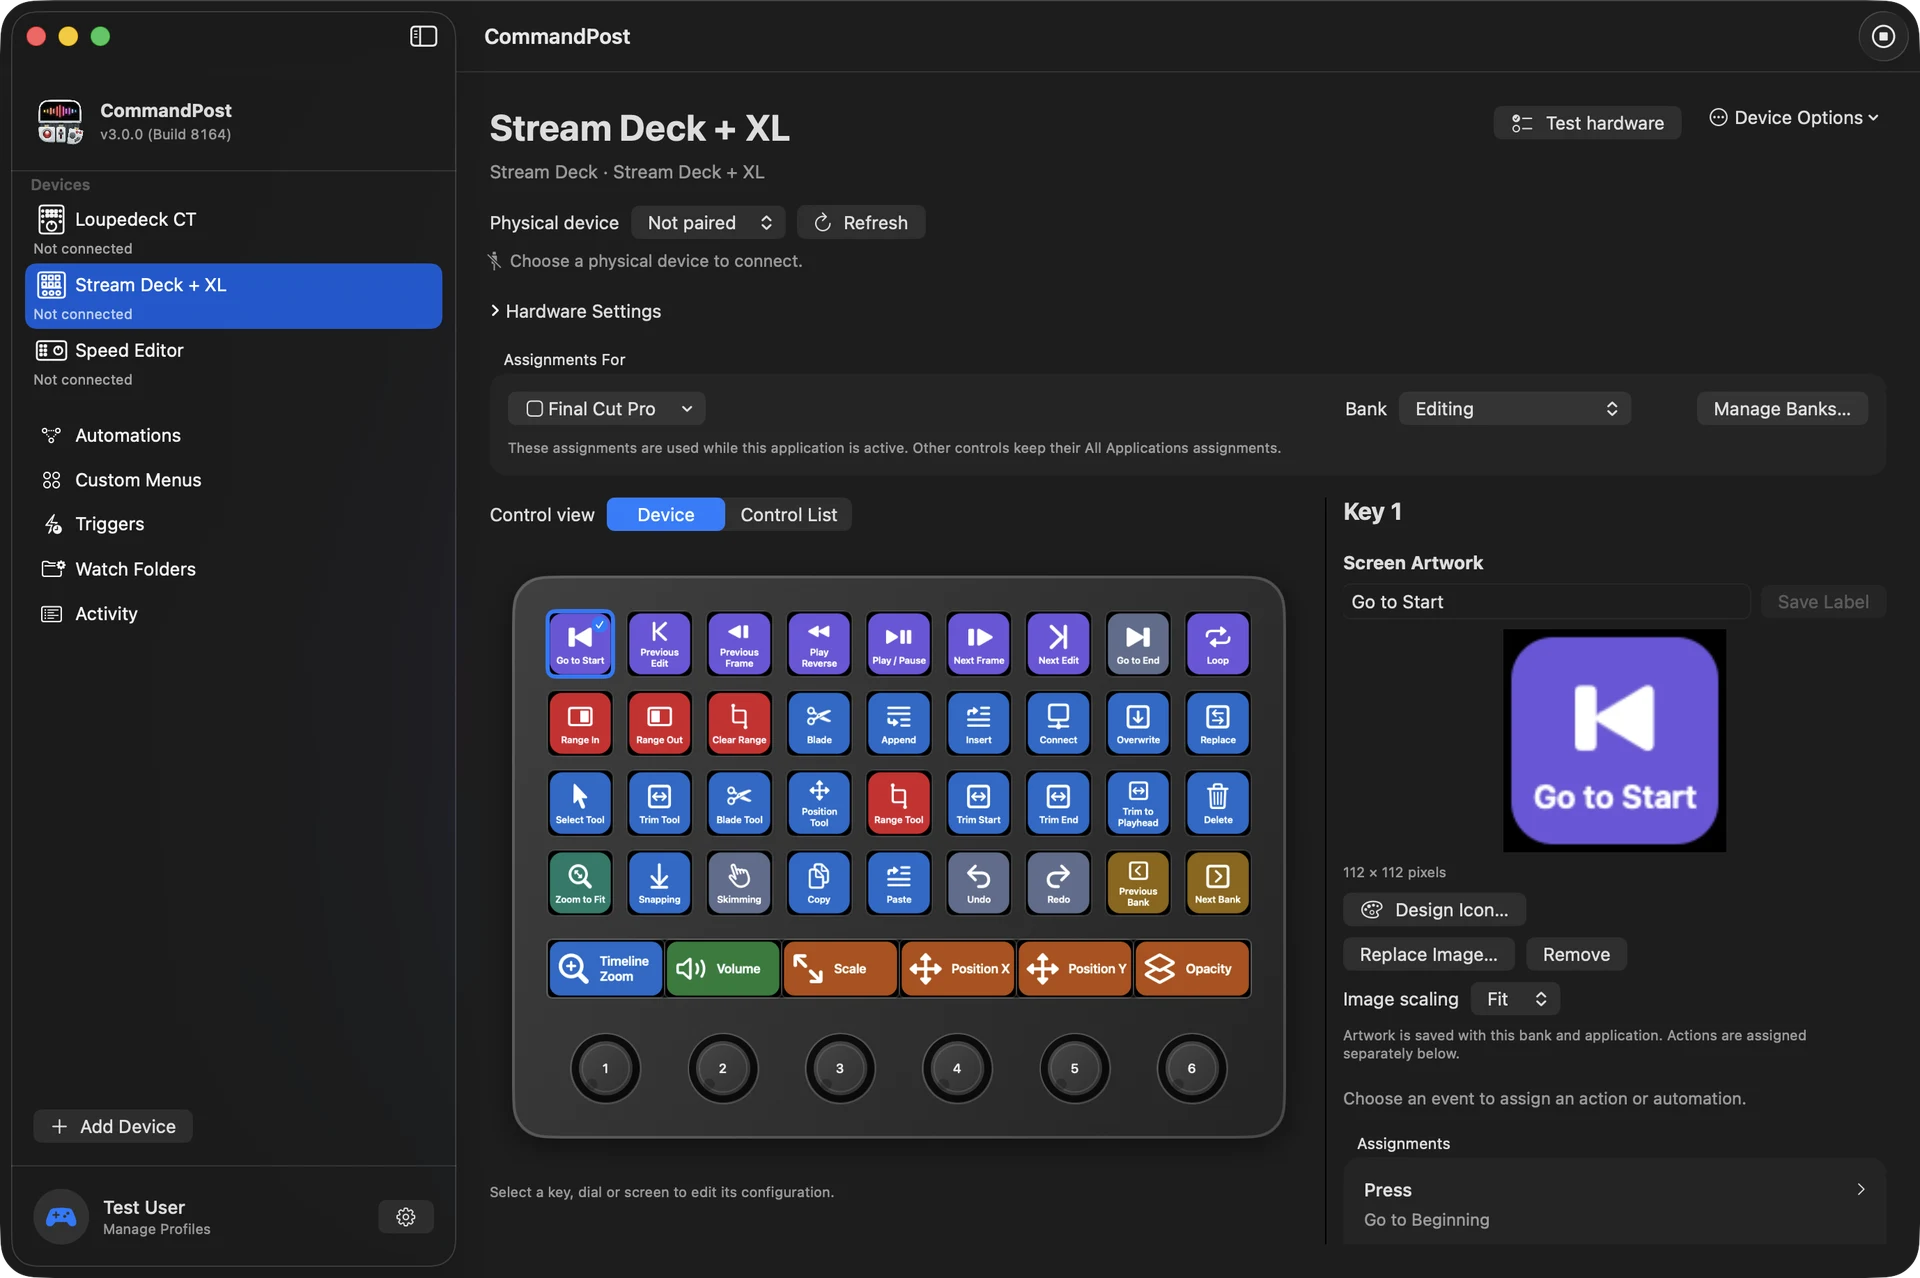 CommandPost
CommandPost
v3.0.0 (Build 8164)
Devices
Loupedeck CT
Not connected
Stream Deck + XL
Not connected
Speed Editor
Not connected
Automations
Custom Menus
Triggers
Watch Folders
Activity
Add Device
Test User
Manage Profiles
Stream Deck + XL
Test hardware
Device Options
Stream Deck · Stream Deck + XL
Physical device
Not paired
Refresh
Choose a physical device to connect.
Hardware Settings
Assignments For
Final Cut Pro
Bank
Editing
Manage Banks...
These assignments are used while this application is active. Other controls keep their All Applications assignments.
Control view
Device
Control List
Go to Start
Previous
Edit
Previous
Frame
Play
Reverse
Play / Pause
Next Frame
Next Edit
Go to End
Loop
Range In
Range Out
Clear Range
Blade
Append
Insert
Connect
Overwrite
Replace
Select Tool
Trim Tool
Blade Tool
Position
Tool
Range Tool
Trim Start
Trim End
Trim to
Playhead
Delete
Zoom to Fit
Snapping
Skimming
Copy
Paste
Undo
Redo
Previous
Bank
Next Bank
Timeline
Zoom
Volume
Scale
Position X
Position Y
Opacity
1
2
3
4
5
6
Select a key, dial or screen to edit its configuration.
Key 1
Screen Artwork
Go to Start
Save Label
Go to Start
112 × 112 pixels
Design Icon...
Replace Image...
Remove
Image scaling
Fit
Artwork is saved with this bank and application. Actions are assigned
separately below.
Choose an event to assign an action or automation.
Assignments
Press
Go to Beginning